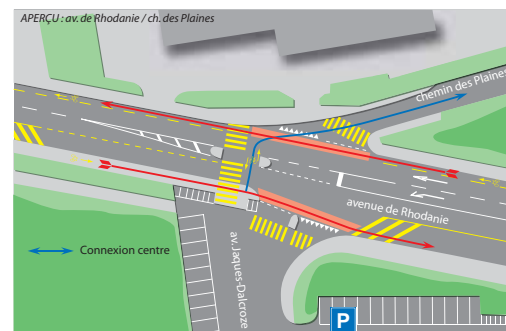 APERÇU : av. de Rhodanie / ch. des Plaines
chemin des Plaines
avenue de Rhodanie
Connexion centre
av. Jaques-Dalcroze
P